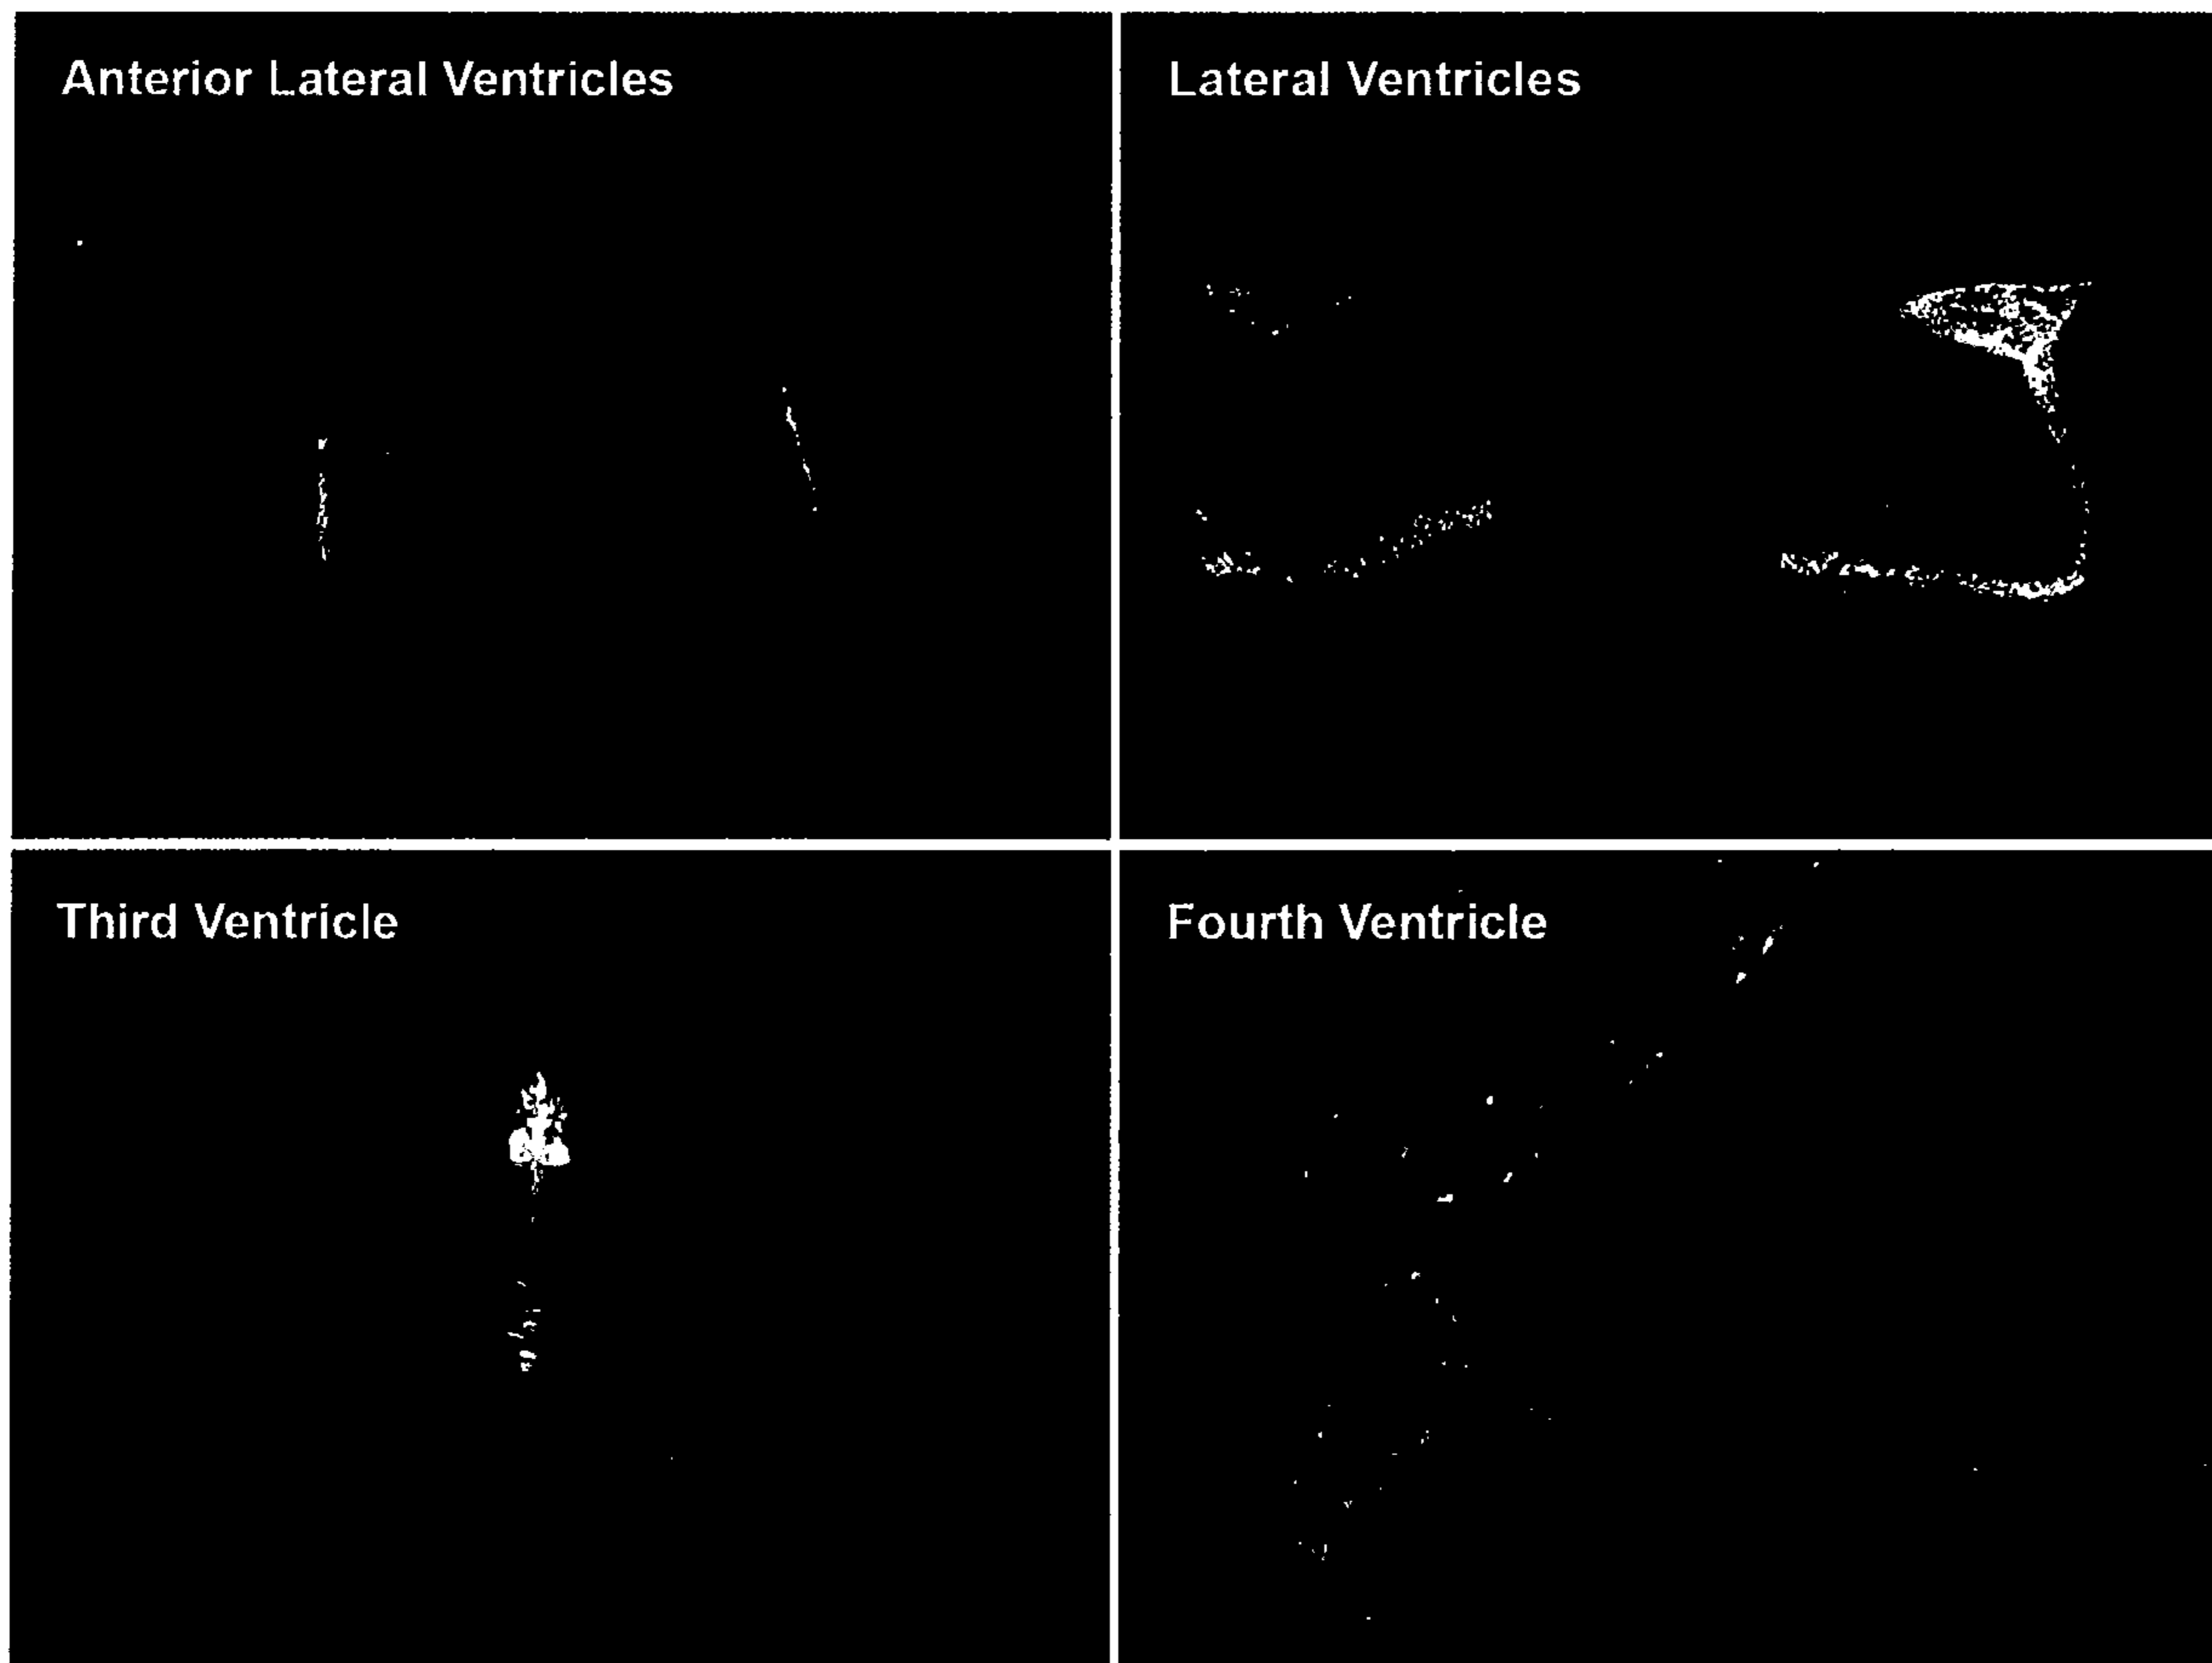 Anterior Lateral Ventricles
Lateral Ventricles
Third Ventricle
Fourth Ventricle